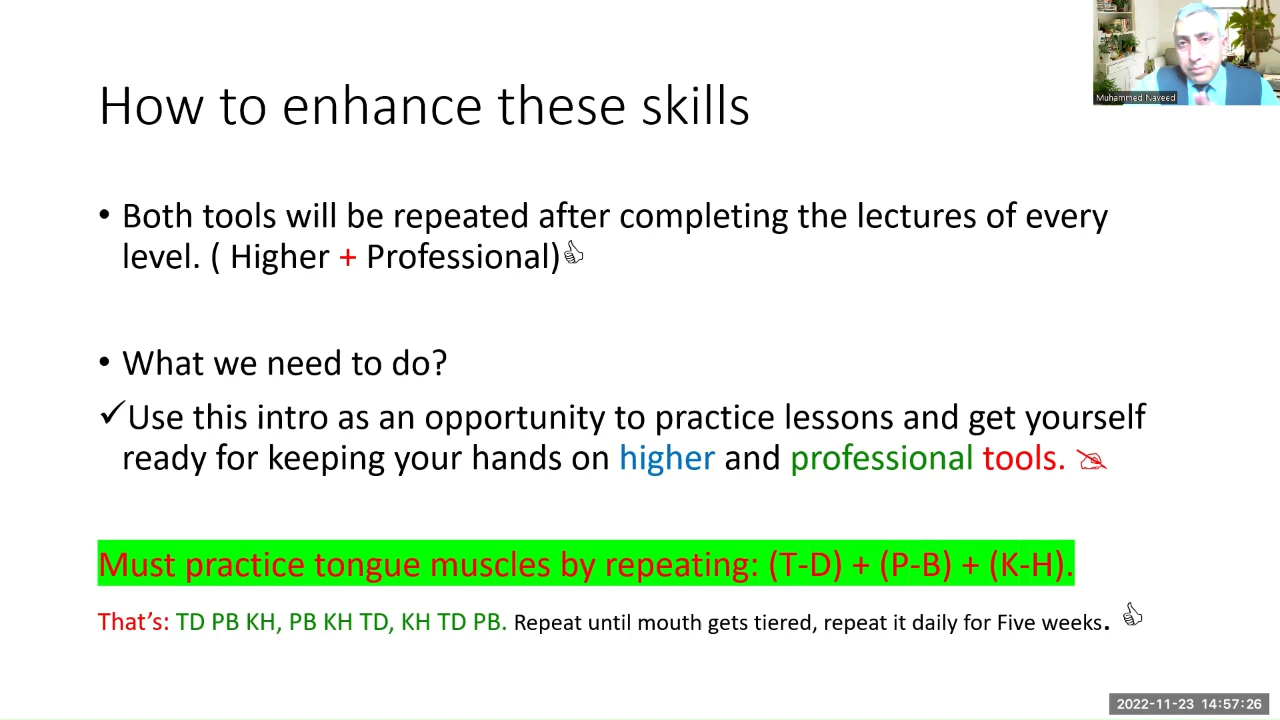 How to enhance these skills
Muhammed Naveed
• Both tools will be repeated after completing the lectures of every
level. ( Higher + Professional)👍
• What we need to do?
✓Use this intro as an opportunity to practice lessons and get yourself
ready for keeping your hands on higher and professional tools.
Must practice tongue muscles by repeating: (T-D) + (P-B) + (K-H).
That’s: TD PB KH, PB KH TD, KH TD PB. Repeat until mouth gets tiered, repeat it daily for Five weeks. 👍
2022-11-23 14:57:26